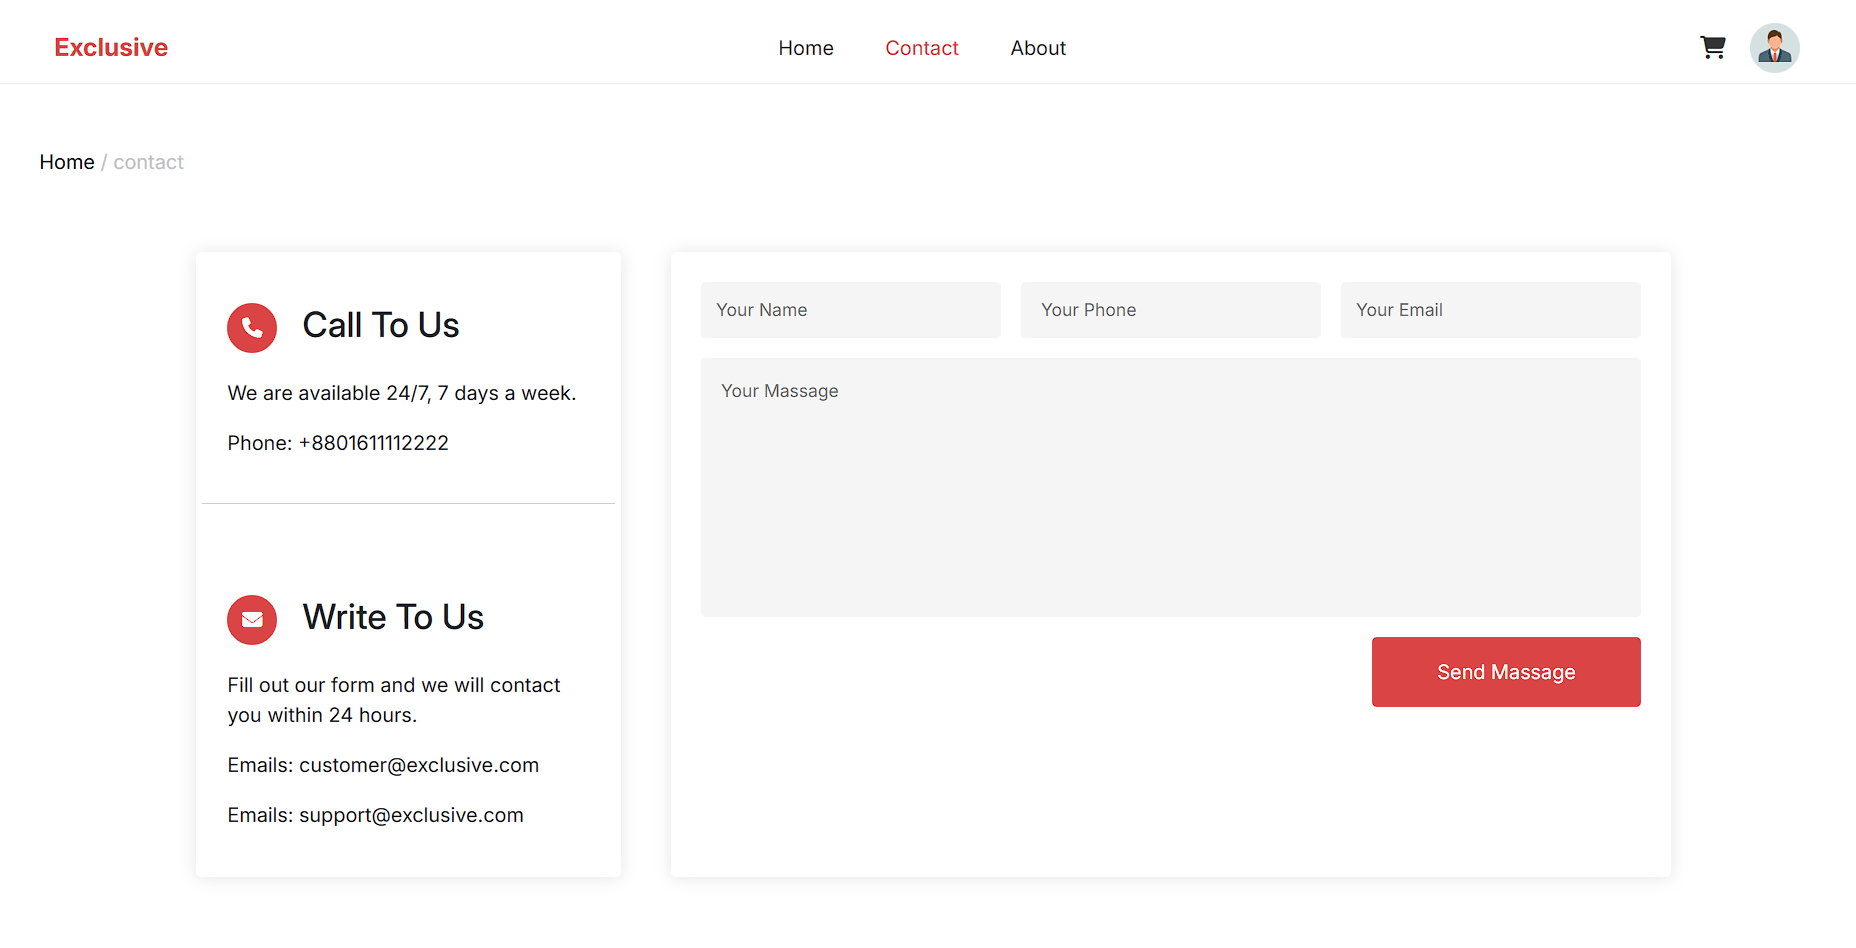 Exclusive
Home
Contact
About
Home / contact
Call To Us
We are available 24/7, 7 days a week.
Phone: +8801611112222
Write To Us
Fill out our form and we will contact
you within 24 hours.
Emails: customer@exclusive.com
Emails: support@exclusive.com
Your Name
Your Phone
Your Email
Your Massage
Send Massage